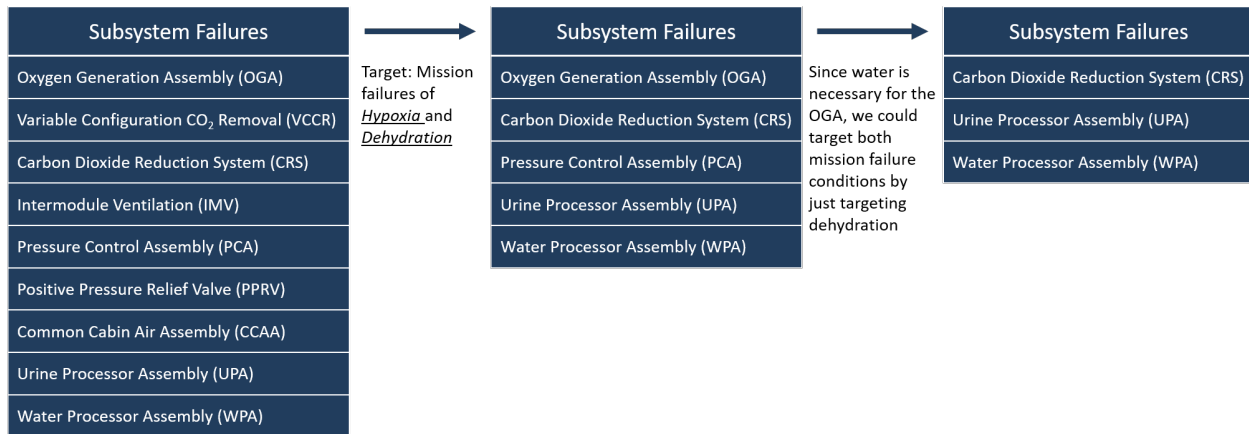 Subsystem Failures
Oxygen Generation Assembly (OGA)
Variable Configuration CO₂ Removal (VCCR)
Carbon Dioxide Reduction System (CRS)
Intermodule Ventilation (IMV)
Pressure Control Assembly (PCA)
Positive Pressure Relief Valve (PPRV)
Common Cabin Air Assembly (CCAA)
Urine Processor Assembly (UPA)
Water Processor Assembly (WPA)
Target: Mission
failures of
Hypoxia and
Dehydration
Subsystem Failures
Oxygen Generation Assembly (OGA)
Carbon Dioxide Reduction System (CRS)
Pressure Control Assembly (PCA)
Urine Processor Assembly (UPA)
Water Processor Assembly (WPA)
Since water is
necessary for the
OGA, we could
target both
mission failure
conditions by
just targeting
dehydration
Subsystem Failures
Carbon Dioxide Reduction System (CRS)
Urine Processor Assembly (UPA)
Water Processor Assembly (WPA)